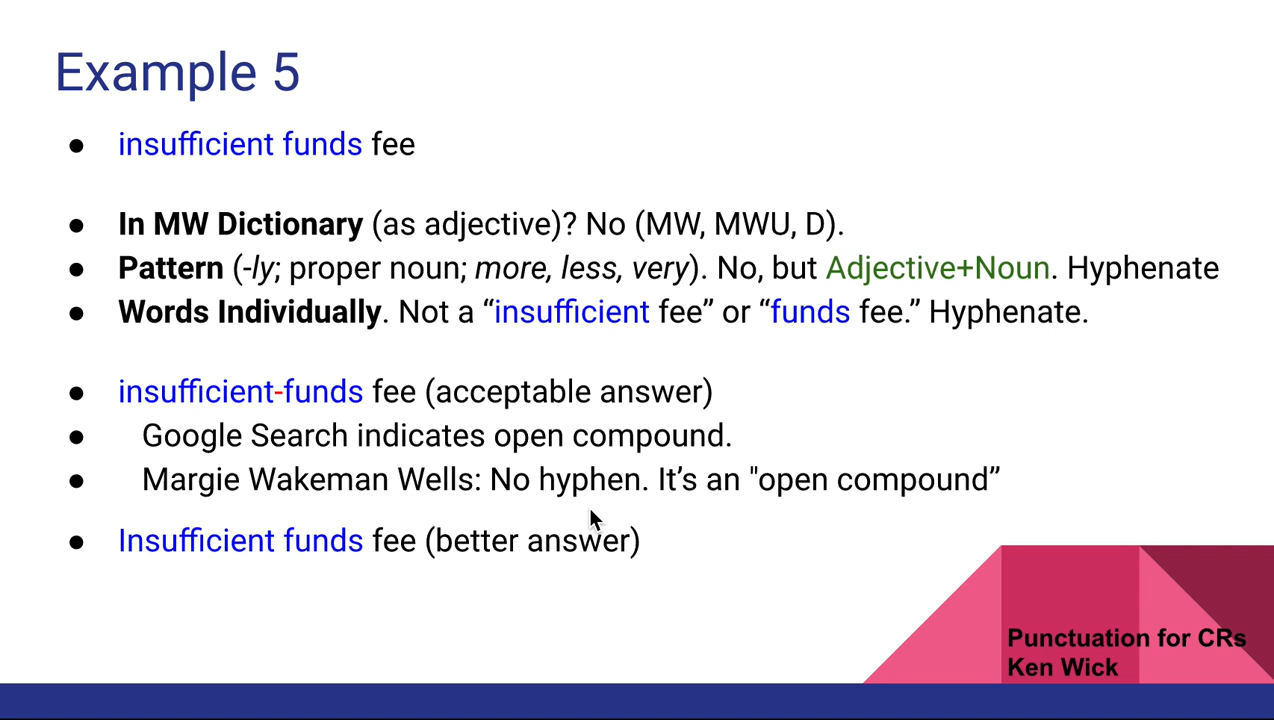 Example 5
● insufficient funds fee
● In MW Dictionary (as adjective)? No (MW, MWU, D).
● Pattern (-ly; proper noun; more, less, very). No, but Adjective+Noun. Hyphenate
● Words Individually. Not a “insufficient fee” or “funds fee.” Hyphenate.
● insufficient-funds fee (acceptable answer)
● Google Search indicates open compound.
● Margie Wakeman Wells: No hyphen. It’s an "open compound”
● Insufficient funds fee (better answer)
Punctuation for CRs
Ken Wick